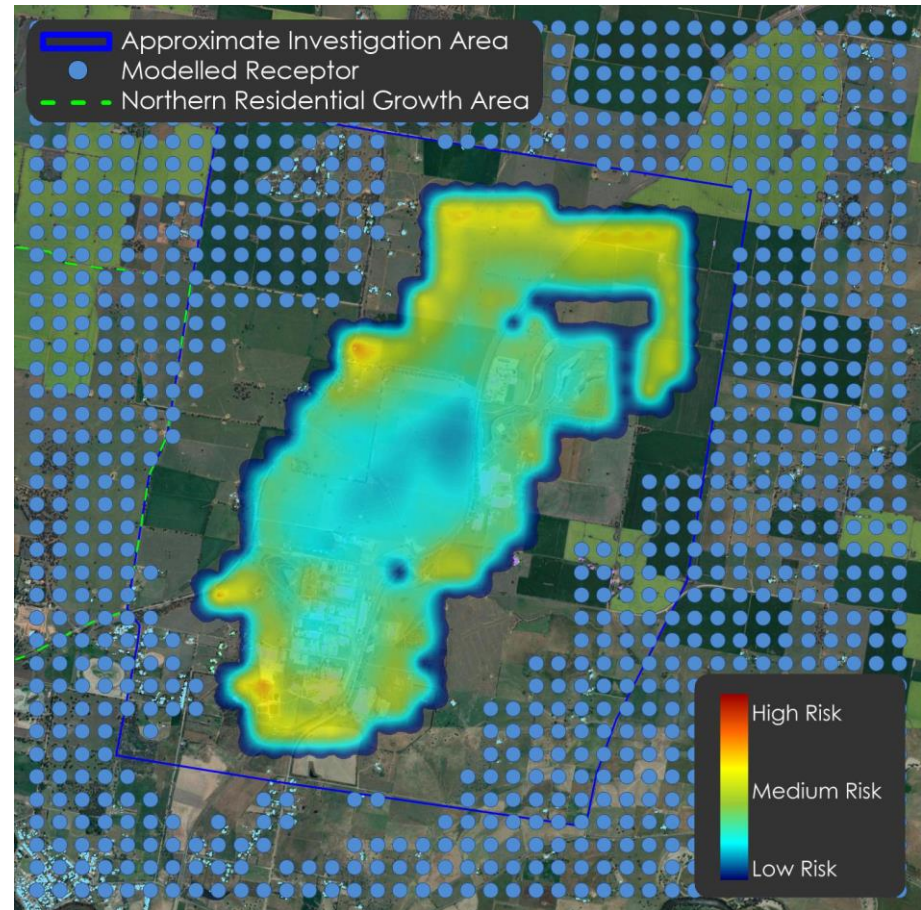 Approximate Investigation Area
Modelled Receptor
Northern Residential Growth Area
High Risk
Medium Risk
Low Risk